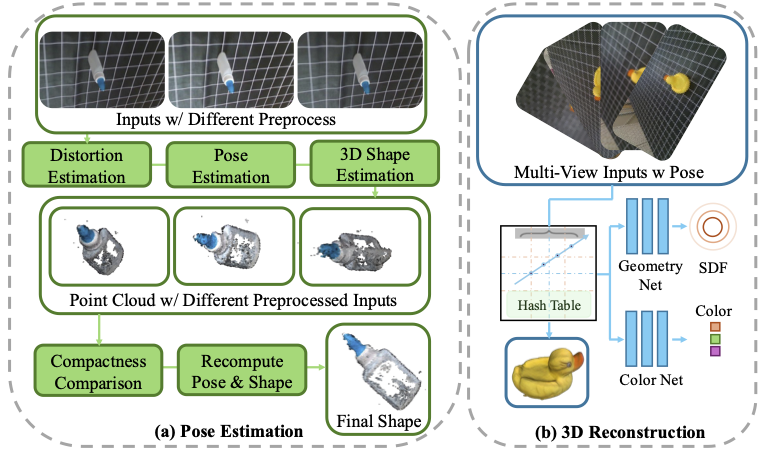 Inputs w/ Different Preprocess
Distortion
Estimation
Pose
Estimation
3D Shape
Estimation
Point Cloud w/ Different Preprocessed Inputs
Compactness
Comparison
Recompute
Pose & Shape
Final Shape
(a) Pose Estimation
Multi-View Inputs w Pose
Hash Table
Geometry
Net
SDF
Color
Color Net
(b) 3D Reconstruction